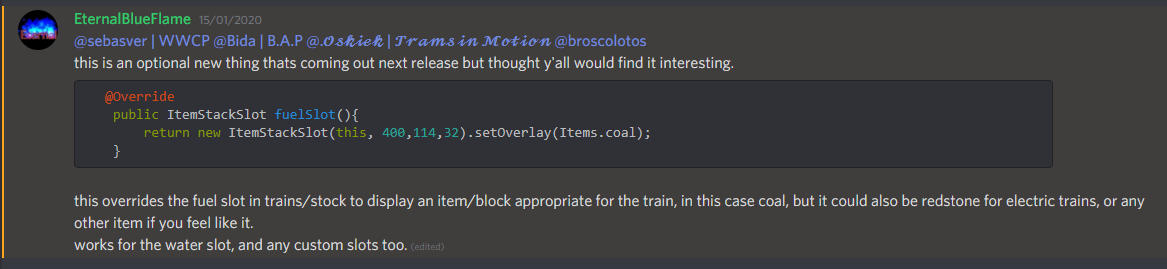 EternalBlueFlame 15/01/2020
@sebasver | WWCP @Bida | B.A.P @.𝓞𝓼𝓴𝓲𝓮𝓴 | 𝓣𝓻𝓪𝓶𝓼 𝓲𝓷 𝓜𝓸𝓽𝓲𝓸𝓷 @broscolotos
this is an optional new thing thats coming out next release but thought y'all would find it interesting.
@Override
public ItemStackSlot fuelSlot(){
return new ItemStackSlot(this, 400,114,32).setOverlay(Items.coal);
}
this overrides the fuel slot in trains/stock to display an item/block appropriate for the train, in this case coal, but it could also be redstone for electric trains, or any
other item if you feel like it.
works for the water slot, and any custom slots too. (edited)